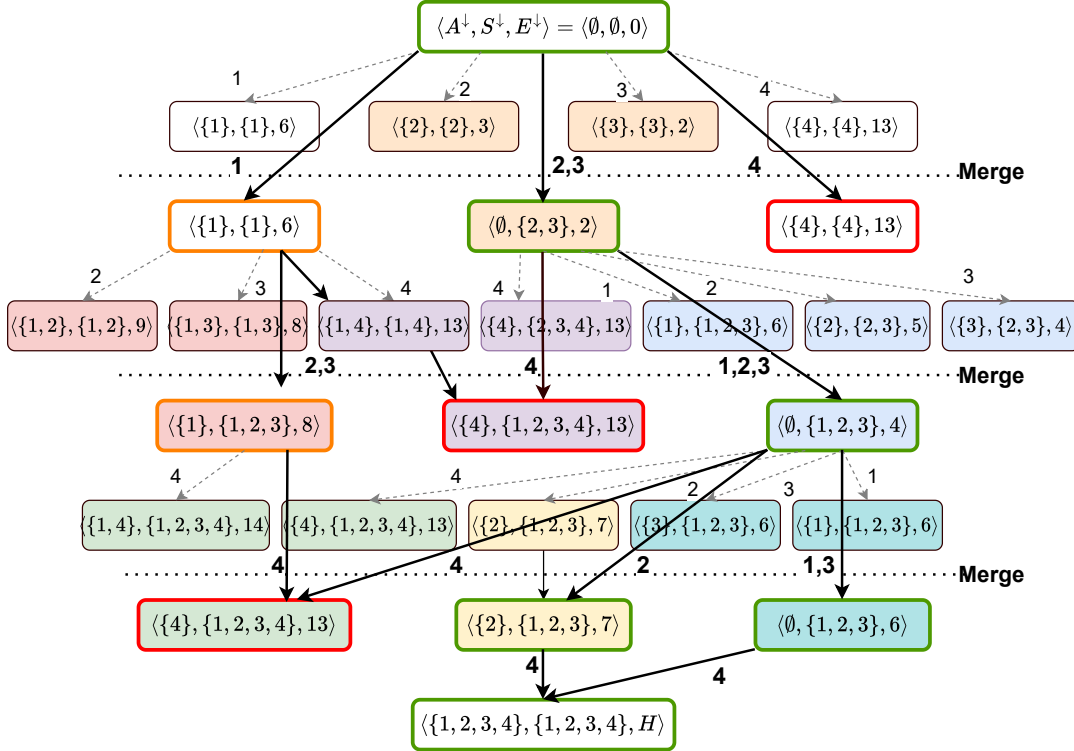 ⟨A↓, S↓, E↓⟩ = ⟨∅, ∅, 0⟩
1 2 3 4
⟨{1}, {1}, 6⟩ ⟨{2}, {2}, 3⟩ ⟨{3}, {3}, 2⟩ ⟨{4}, {4}, 13⟩
1 2,3 4 Merge
⟨{1}, {1}, 6⟩ ⟨∅, {2, 3}, 2⟩ ⟨{4}, {4}, 13⟩
2 3 4 4 1 2 3
⟨{1, 2}, {1, 2}, 9⟩ ⟨{1, 3}, {1, 3}, 8⟩ ⟨{1, 4}, {1, 4}, 13⟩ ⟨{4}, {2, 3, 4}, 13⟩ ⟨{1}, {1, 2, 3}, 6⟩ ⟨{2}, {2, 3}, 5⟩ ⟨{3}, {2, 3}, 4⟩
2,3 4 1,2,3 Merge
⟨{1}, {1, 2, 3}, 8⟩ ⟨{4}, {1, 2, 3, 4}, 13⟩ ⟨∅, {1, 2, 3}, 4⟩
4 4 2 3 1
⟨{1, 4}, {1, 2, 3, 4}, 14⟩ ⟨{4}, {1, 2, 3, 4}, 13⟩ ⟨{2}, {1, 2, 3}, 7⟩ ⟨{3}, {1, 2, 3}, 6⟩ ⟨{1}, {1, 2, 3}, 6⟩
4 4 2 1,3 Merge
⟨{4}, {1, 2, 3, 4}, 13⟩ ⟨{2}, {1, 2, 3}, 7⟩ ⟨∅, {1, 2, 3}, 6⟩
4 4
⟨{1, 2, 3, 4}, {1, 2, 3, 4}, H⟩